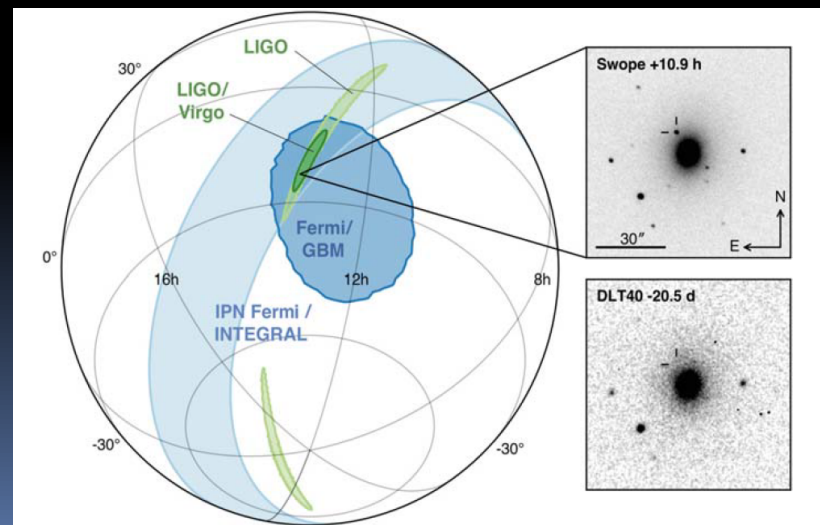 LIGO
LIGO/
Virgo
30°
Fermi/
GBM
0°
16h
12h
8h
IPN Fermi /
INTEGRAL
-30°
-30°
Swope +10.9 h
N
30"
E
DLT40 -20.5 d